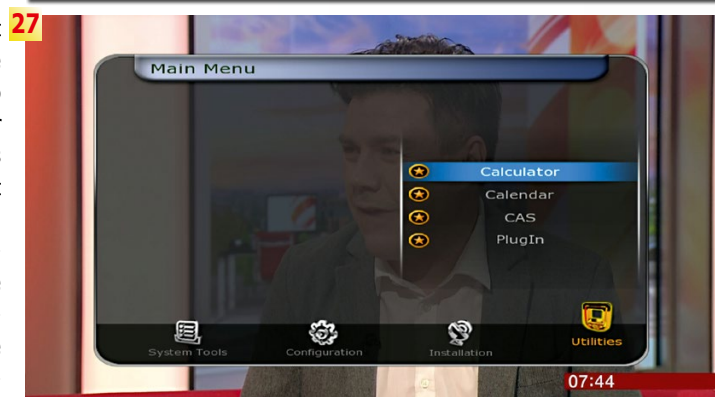 27
Main Menu
Calculator
Calendar
CAS
PlugIn
System Tools
Configuration
Installation
Utilities
07:44